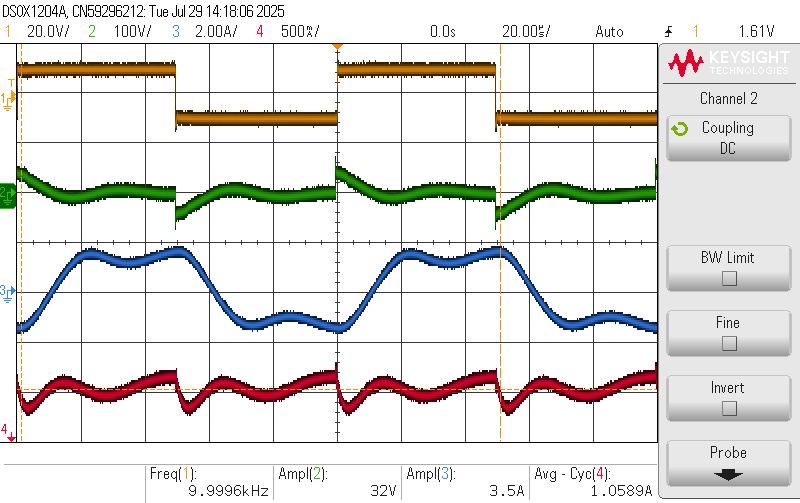 DSOX1204A, CN59296212: Tue Jul 29 14:18:06 2025
1 20.0V/ 2 100V/ 3 2.00A/ 4 500%/ 0.0s 20.00%/ Auto 1 1.61V
KEYSIGHT
TECHNOLOGIES
Channel 2
Coupling
DC
BW Limit
Fine
Invert
Probe
T
1
2
3
4
Freq(1): Ampl(2): Ampl(3): Avg - Cyc(4):
9.9996kHz 32V 3.5A 1.0589A